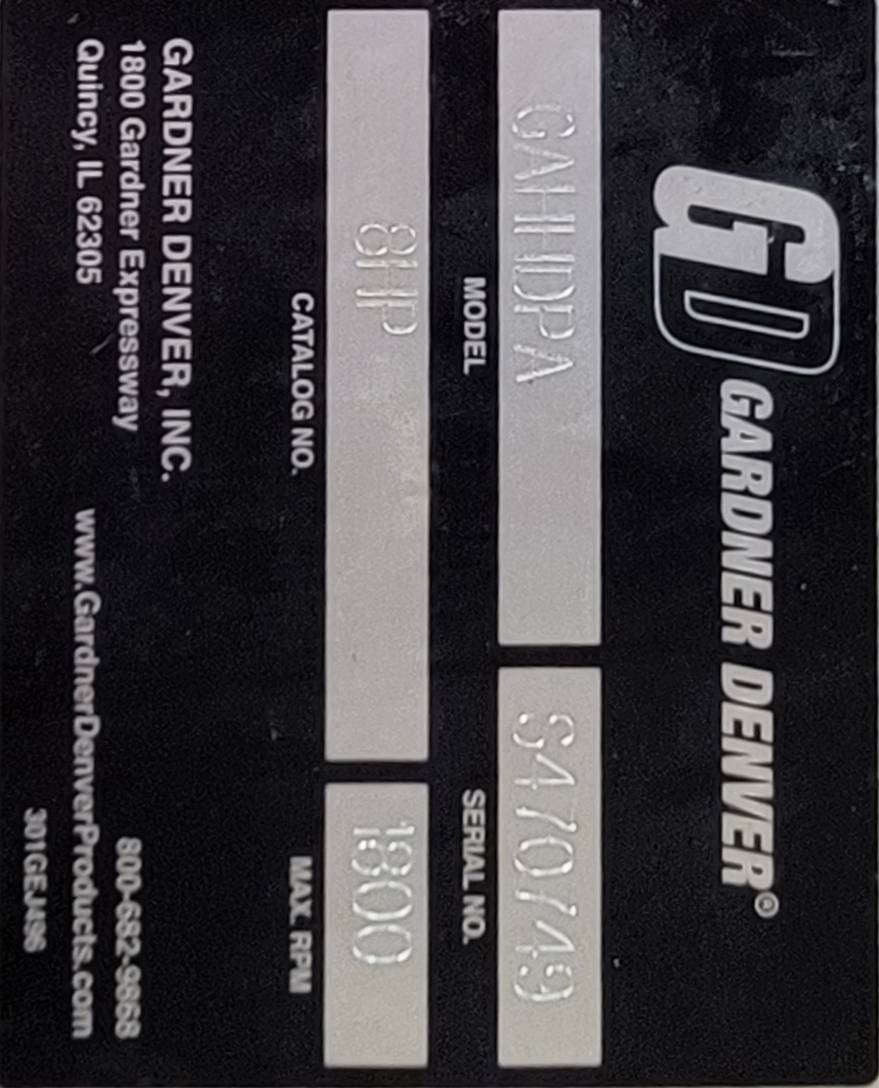 GD GARDNER DENVER®
GAHHDPA S470749
MODEL SERIAL NO.
8HP 1800
CATALOG NO. MAX. RPM
GARDNER DENVER, INC.
1800 Gardner Expressway 800-682-9868
Quincy, IL 62305 www.GardnerDenverProducts.com
301GEJ496